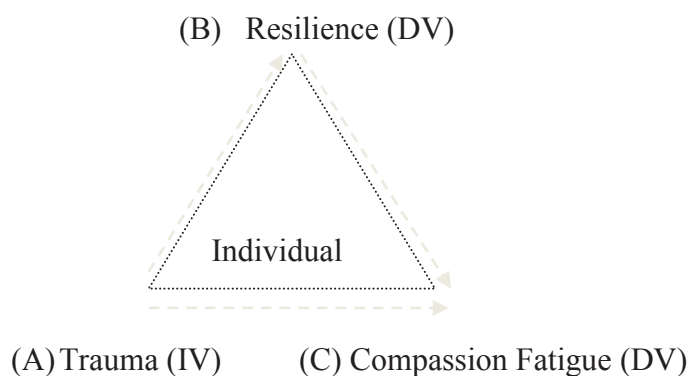 (B) Resilience (DV)
Individual
(A) Trauma (IV) (C) Compassion Fatigue (DV)